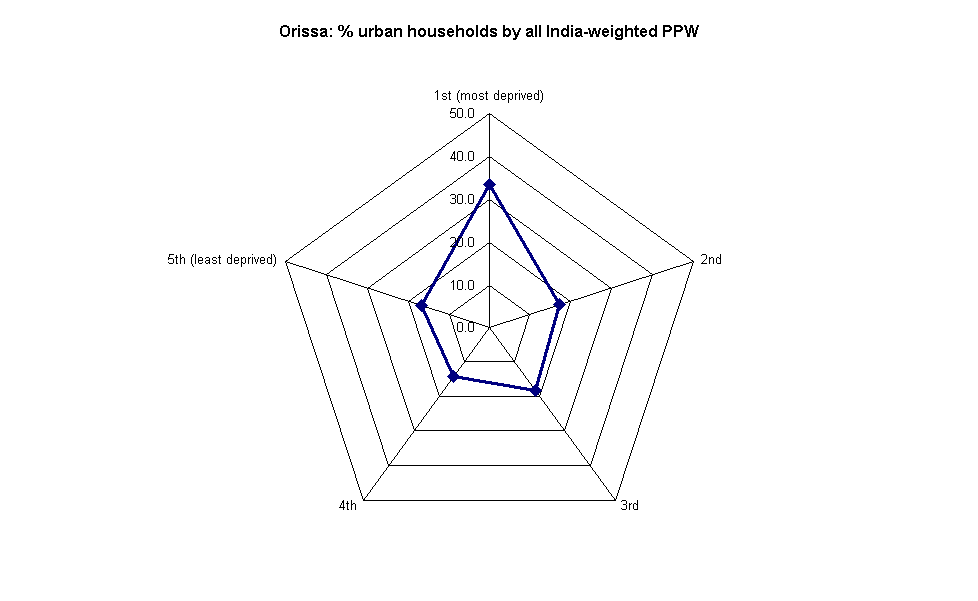 Orissa: % urban households by all India-weighted PPW
1st (most deprived)
50.0
40.0
30.0
20.0
10.0
0.0
5th (least deprived)
2nd
4th
3rd